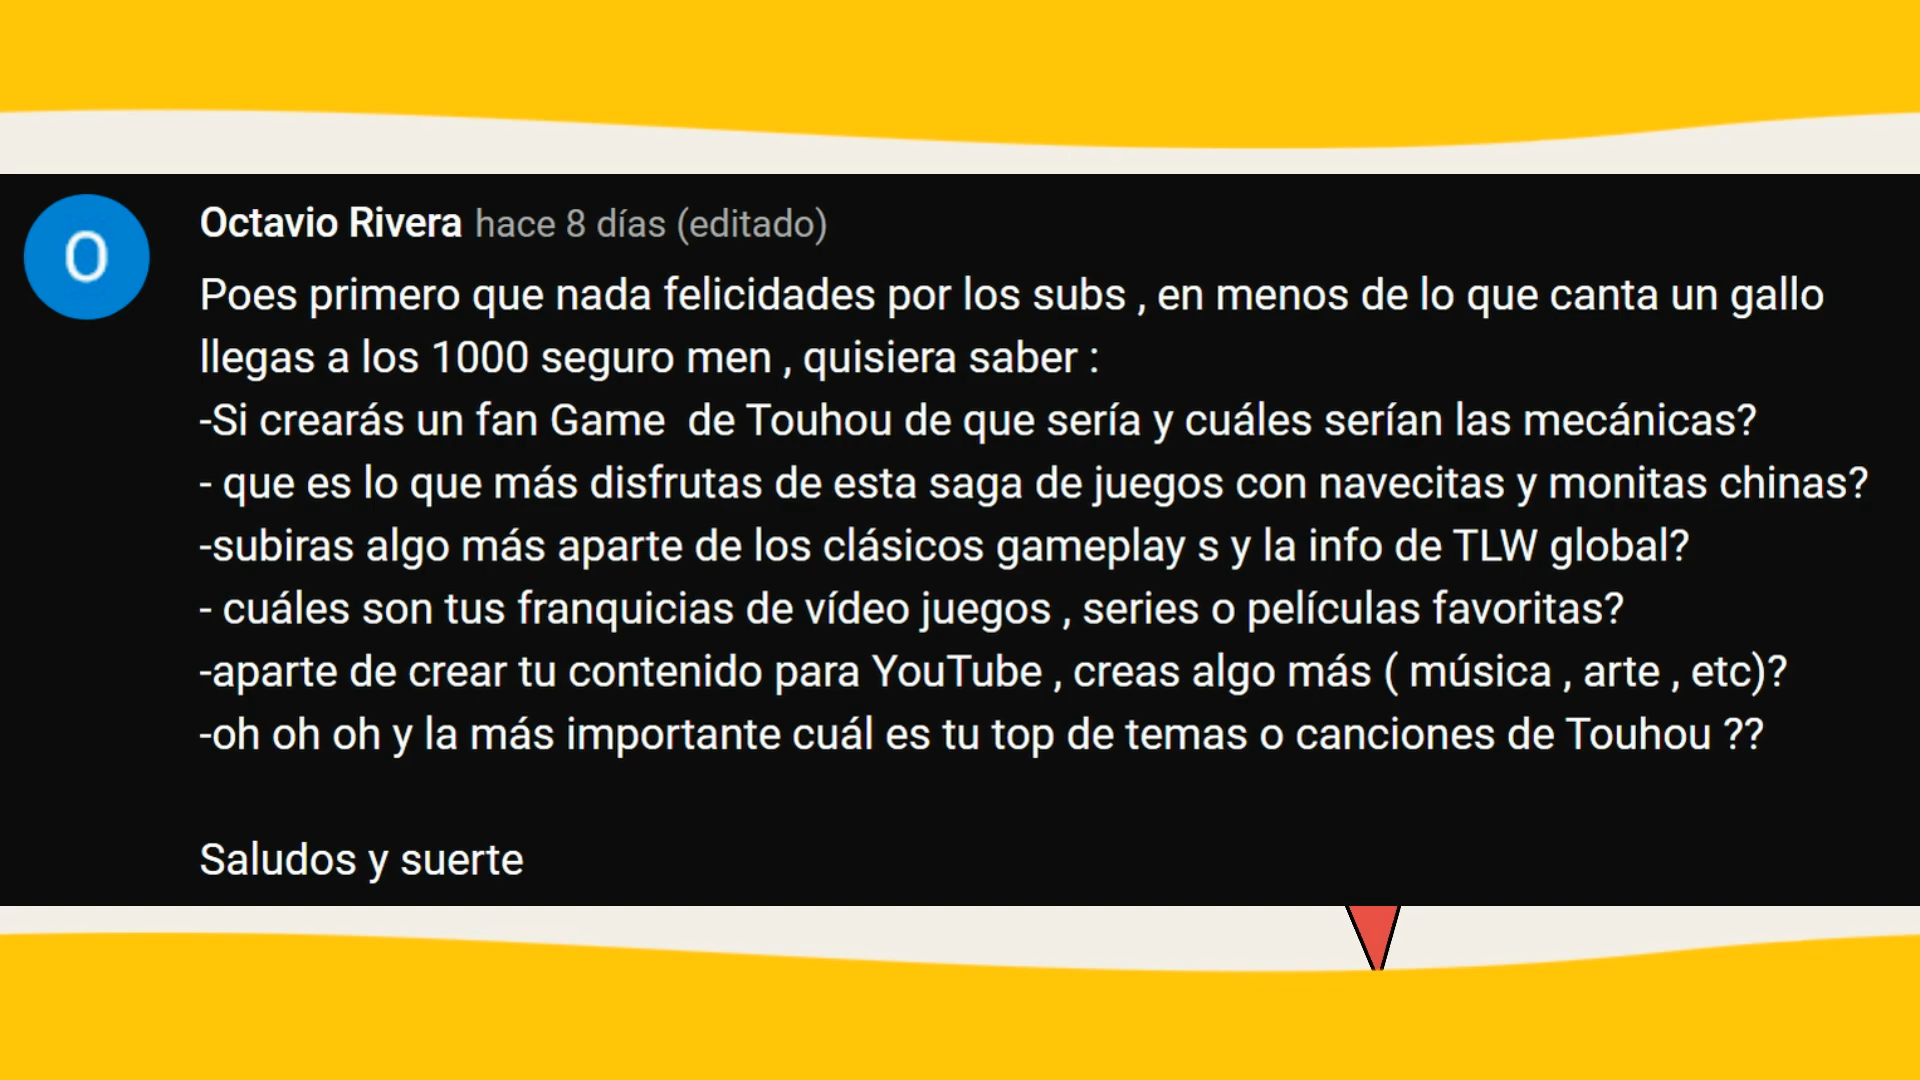 O
Octavio Rivera hace 8 días (editado)
Poes primero que nada felicidades por los subs , en menos de lo que canta un gallo
llegas a los 1000 seguro men , quisiera saber :
-Si crearás un fan Game  de Touhou de que sería y cuáles serían las mecánicas?
- que es lo que más disfrutas de esta saga de juegos con navecitas y monitas chinas?
-subiras algo más aparte de los clásicos gameplay s y la info de TLW global?
- cuáles son tus franquicias de vídeo juegos , series o películas favoritas?
-aparte de crear tu contenido para YouTube , creas algo más ( música , arte , etc)?
-oh oh oh y la más importante cuál es tu top de temas o canciones de Touhou ??
Saludos y suerte